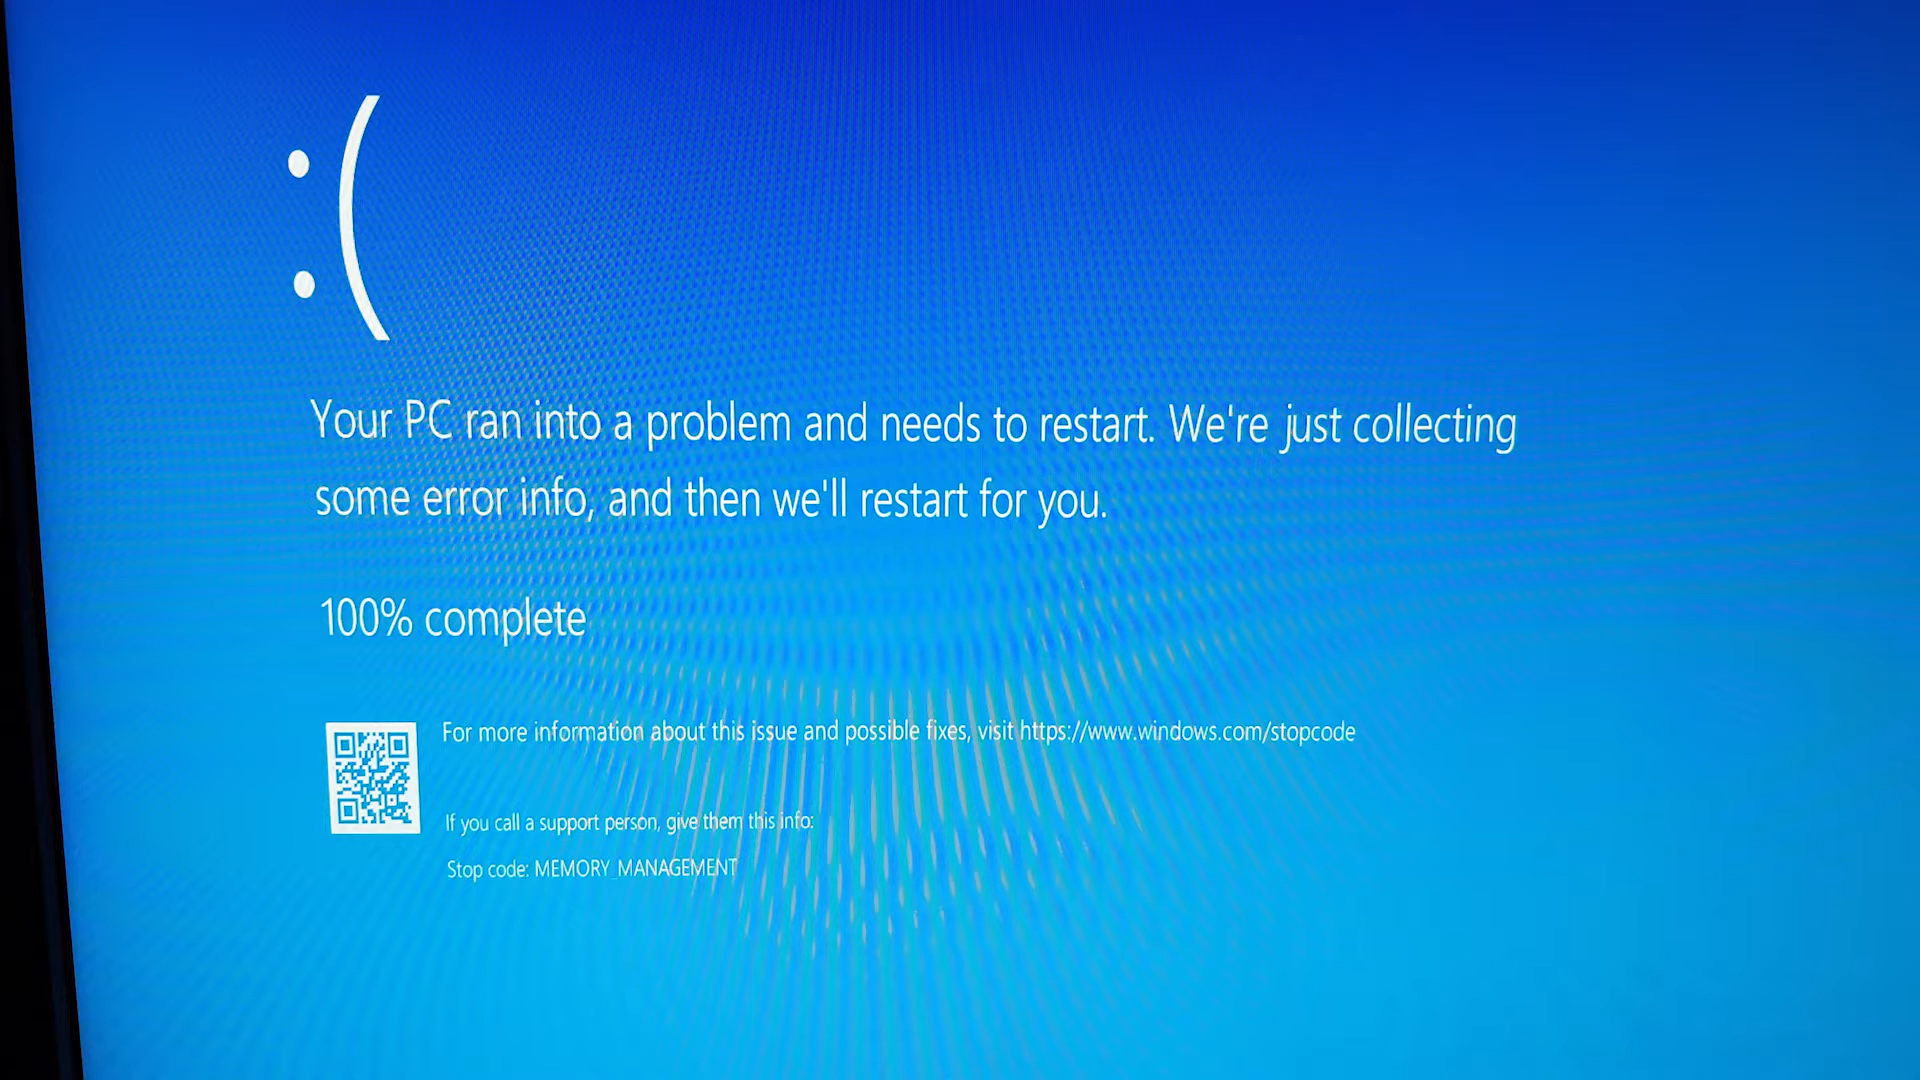 :(
Your PC ran into a problem and needs to restart. We're just collecting
some error info, and then we'll restart for you.
100% complete
For more information about this issue and possible fixes, visit https://www.windows.com/stopcode
If you call a support person, give them this info:
Stop code: MEMORY_MANAGEMENT